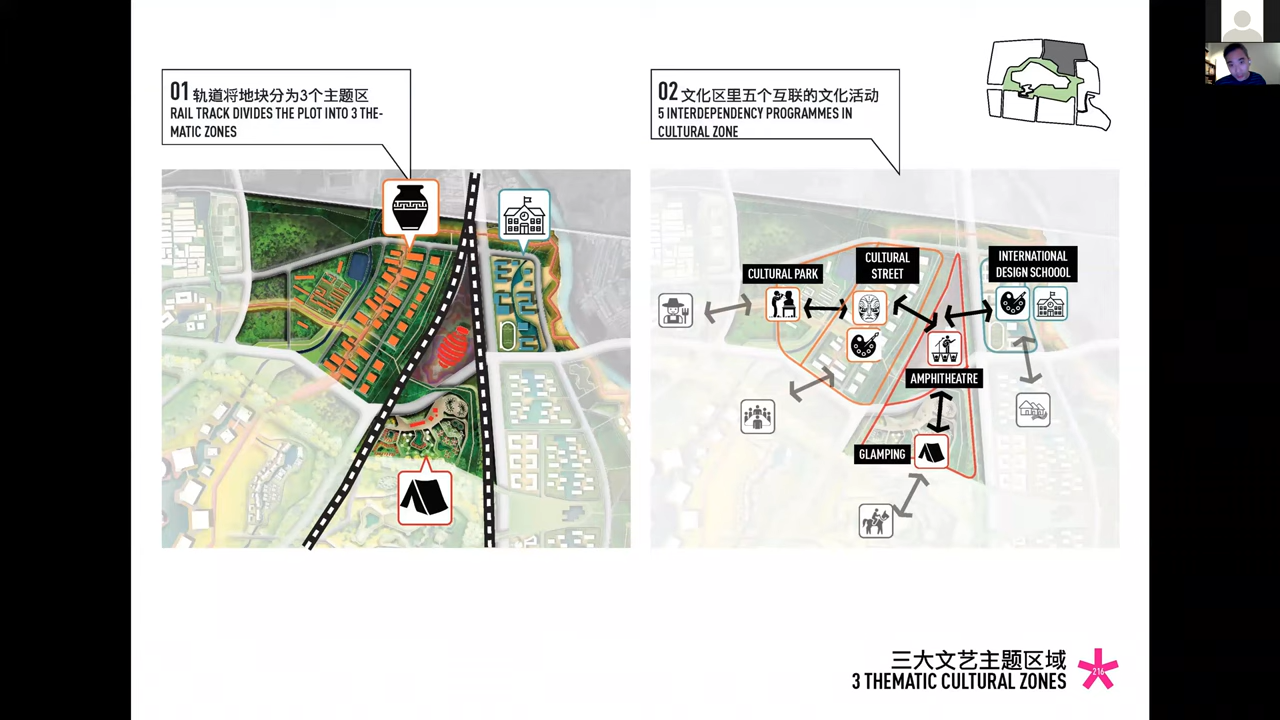 01 轨道将地块分为3个主题区
RAIL TRACK DIVIDES THE PLOT INTO 3 THE-
MATIC ZONES
02 文化区里五个互联的文化活动
5 INTERDEPENDENCY PROGRAMMES IN
CULTURAL ZONE
CULTURAL PARK
CULTURAL
STREET
INTERNATIONAL
DESIGN SCHOOOL
AMPHITHEATRE
GLAMPING
三大文艺主题区域
3 THEMATIC CULTURAL ZONES
216